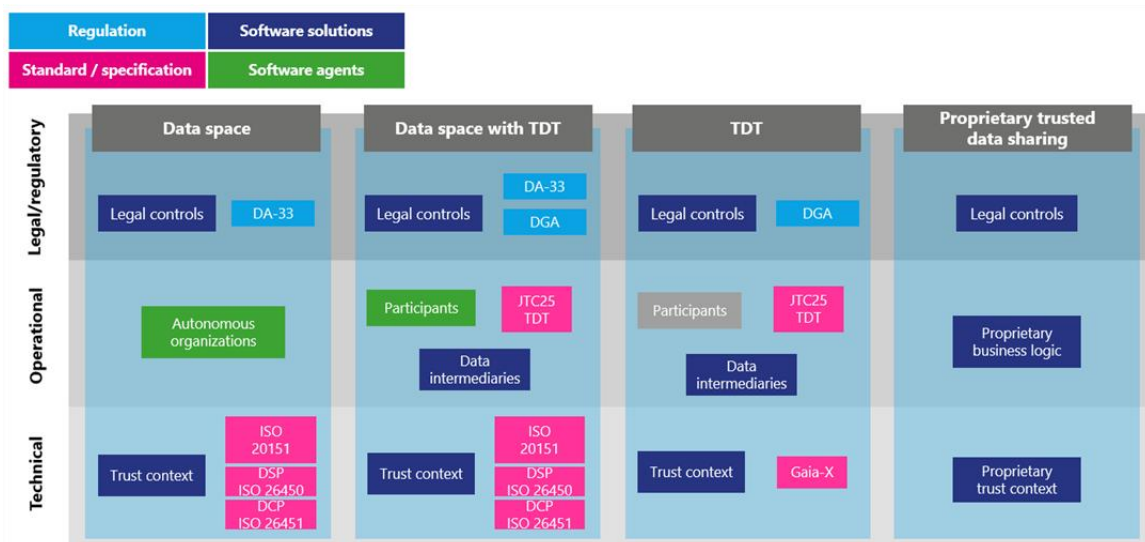 Regulation
Software solutions
Standard / specification
Software agents
Data space
Data space with TDT
TDT
Proprietary trusted
data sharing
Legal/regulatory
Legal controls
DA-33
Legal controls
DA-33
DGA
Legal controls
DGA
Legal controls
Operational
Autonomous
organizations
Participants
JTC25
TDT
Data
intermediaries
Participants
JTC25
TDT
Data
intermediaries
Proprietary
business logic
Technical
Trust context
ISO
20151
DSP
ISO 26450
DCP
ISO 26451
Trust context
ISO
20151
DSP
ISO 26450
DCP
ISO 26451
Trust context
Gaia-X
Proprietary
trust context